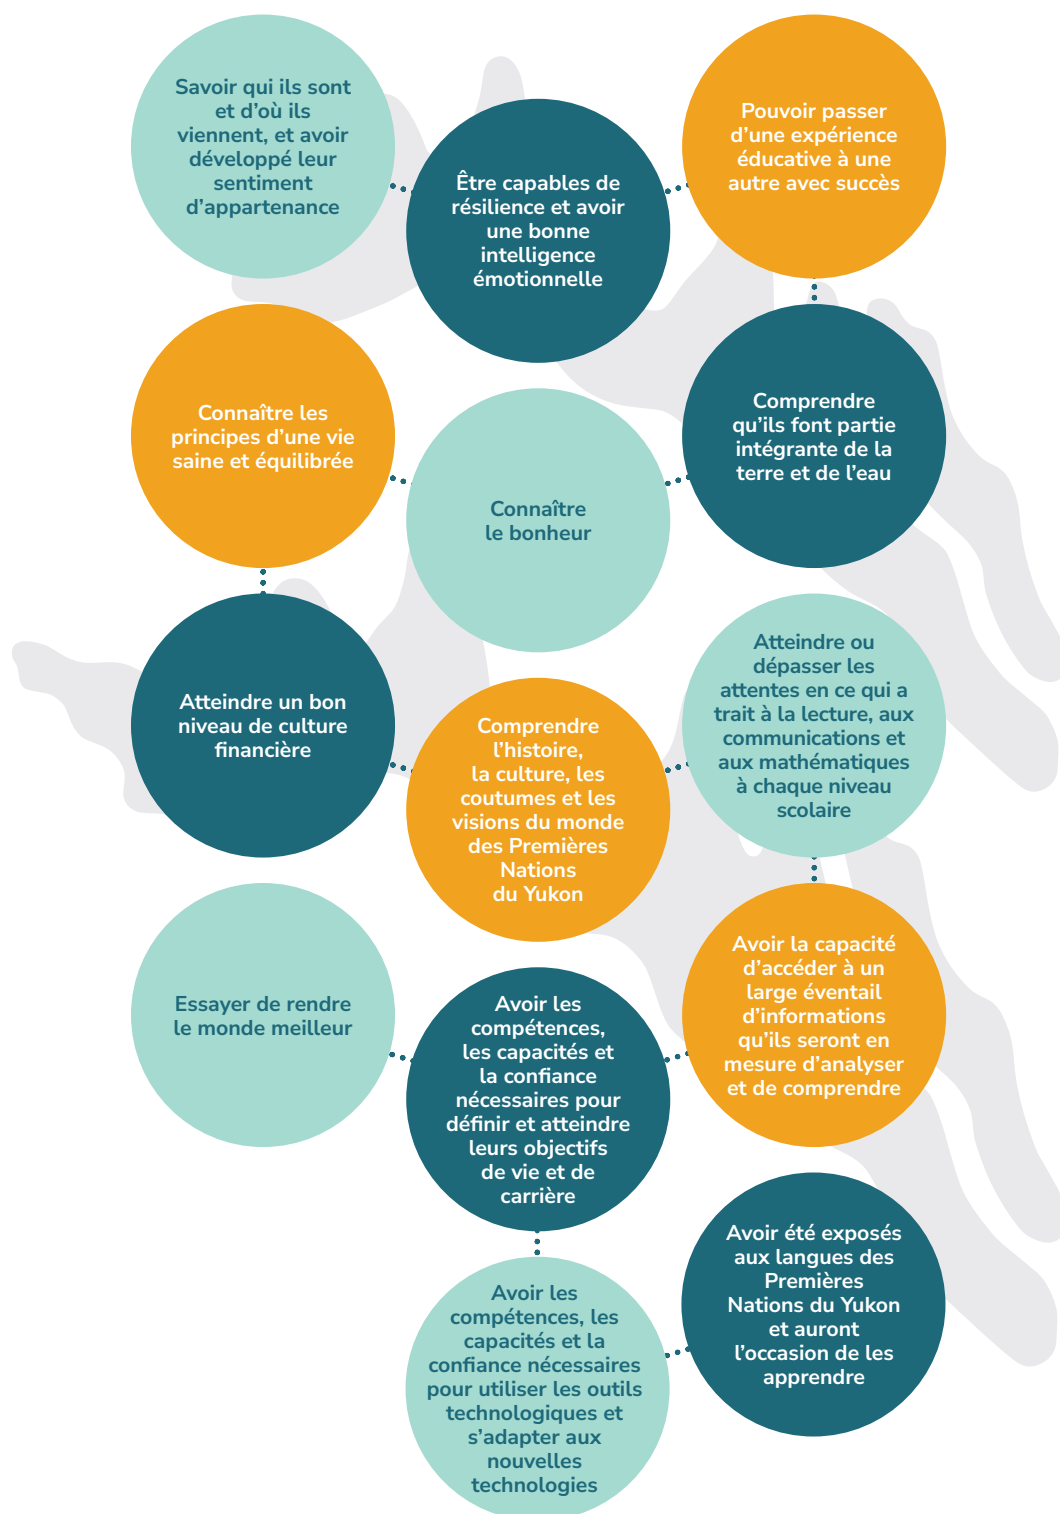 Savoir qui ils sont
et d’où ils
viennent, et avoir
développé leur
sentiment
d’appartenance
Être capables de
résilience et avoir
une bonne
intelligence
émotionnelle
Pouvoir passer
d’une expérience
éducative à une
autre avec succès
Comprendre
qu’ils font partie
intégrante de la
terre et de l’eau
Connaître
le bonheur
Connaître les
principes d’une vie
saine et équilibrée
Atteindre un bon
niveau de culture
financière
Comprendre
l’histoire,
la culture, les
coutumes et les
visions du monde
des Premières
Nations
du Yukon
Atteindre ou
dépasser les
attentes en ce qui a
trait à la lecture, aux
communications et
aux mathématiques
à chaque niveau
scolaire
Avoir la capacité
d’accéder à un
large éventail
d’informations
qu’ils seront en
mesure d’analyser
et de comprendre
Essayer de rendre
le monde meilleur
Avoir les
compétences,
les capacités et
la confiance
nécessaires pour
définir et atteindre
leurs objectifs
de vie et de
carrière
Avoir les
compétences, les
capacités et la
confiance nécessaires
pour utiliser les outils
technologiques et
s’adapter aux
nouvelles
technologies
Avoir été exposés
aux langues des
Premières
Nations du Yukon
et auront
l’occasion de les
apprendre